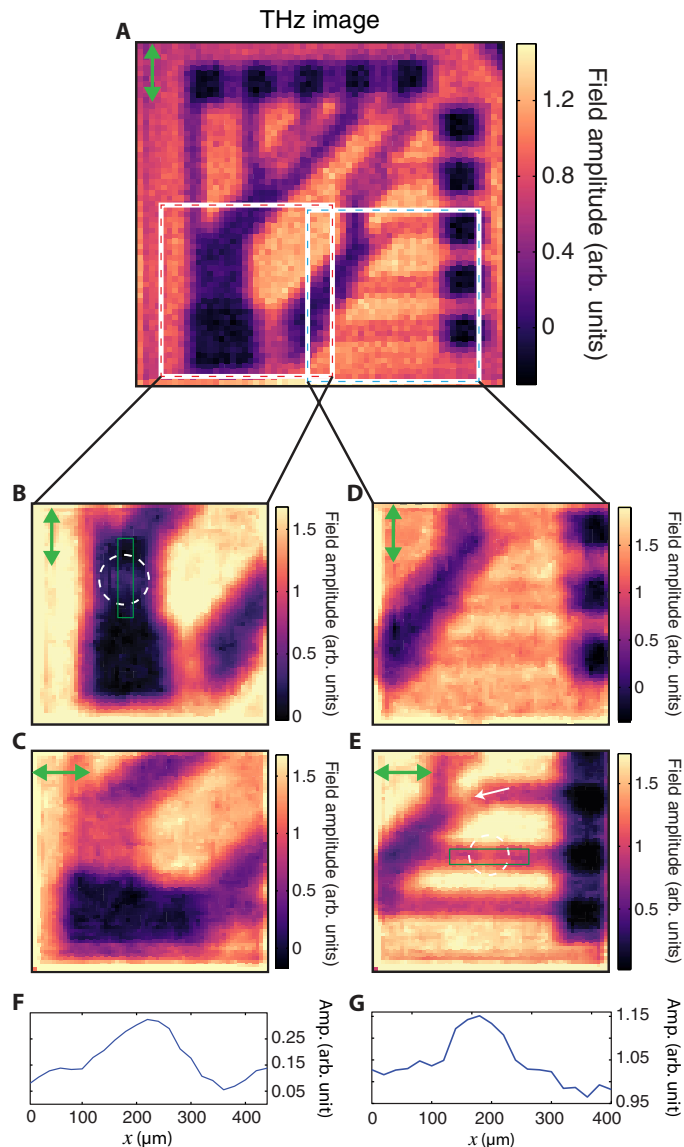 THz image
A
1.2
0.8
0.4
0
Field amplitude (arb. units)
B
1.5
1
0.5
0
Field amplitude (arb. units)
D
1.5
1
0.5
0
Field amplitude (arb. units)
C
1.5
1
0.5
0
Field amplitude (arb. units)
E
1.5
1
0.5
Field amplitude (arb. units)
F
0.25
0.15
0.05
Amp. (arb. unit)
0 100 200 300 400
x (µm)
G
1.15
1.05
0.95
Amp. (arb. unit)
0 100 200 300 400
x (µm)